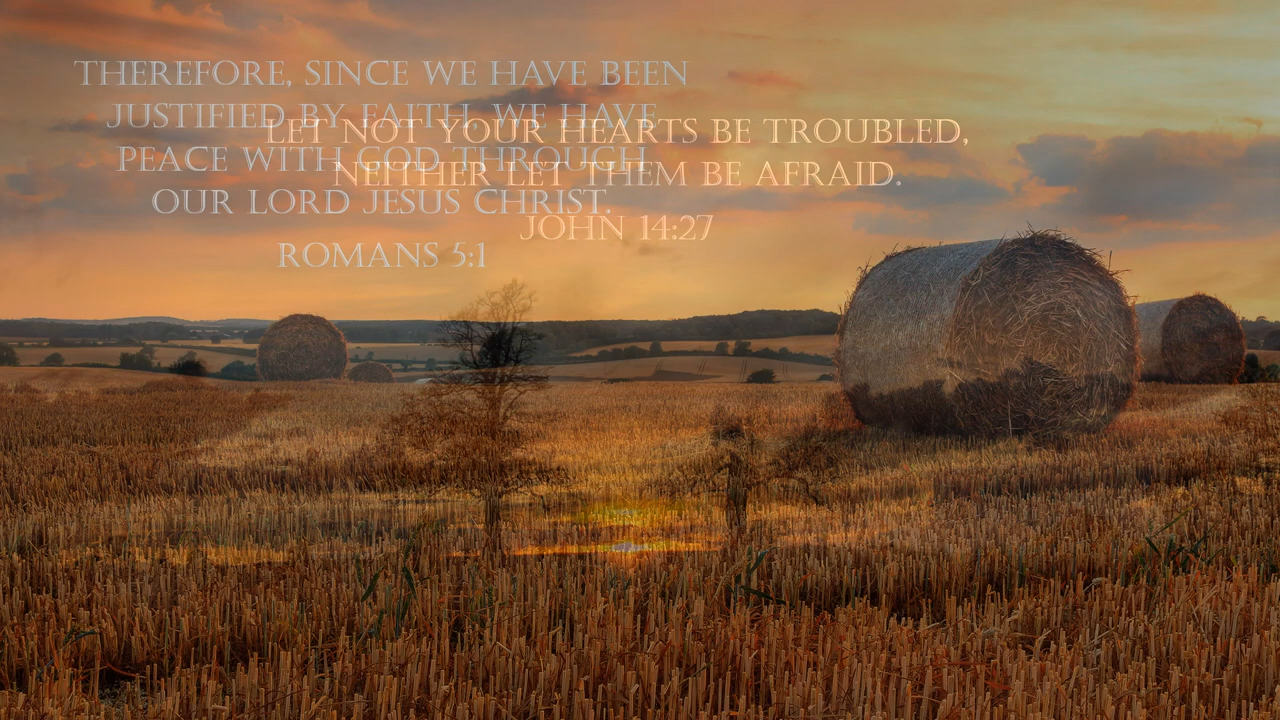 THEREFORE, SINCE WE HAVE BEEN
JUSTIFIED BY FAITH, WE HAVE
PEACE WITH GOD THROUGH
OUR LORD JESUS CHRIST.
ROMANS 5:1
LET NOT YOUR HEARTS BE TROUBLED,
NEITHER LET THEM BE AFRAID.
JOHN 14:27